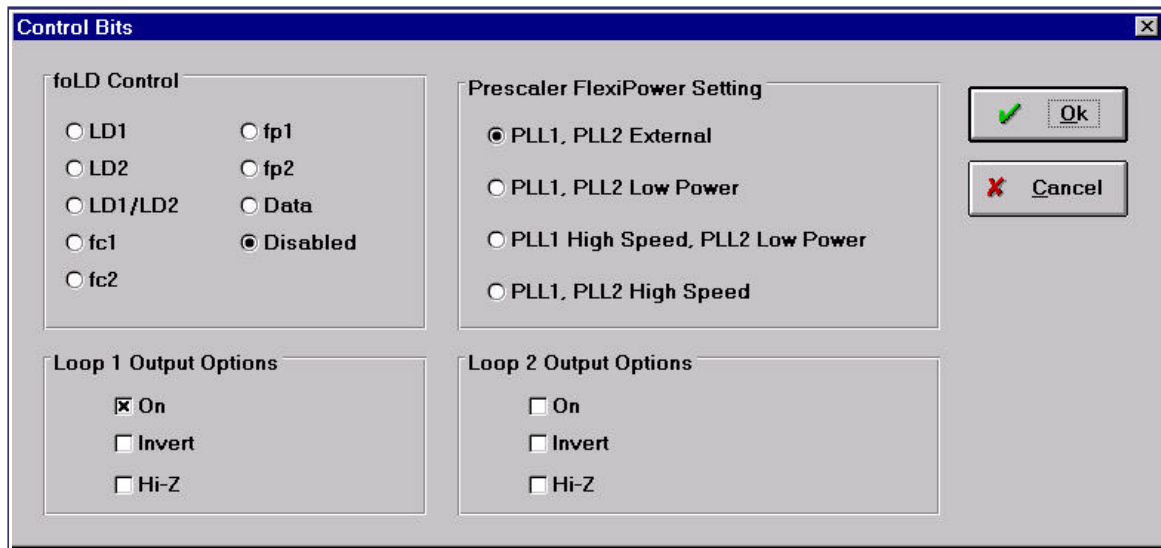 Control Bits
foLD Control
LD1
LD2
LD1/LD2
fc1
fc2
fp1
fp2
Data
Disabled
Prescaler FlexiPower Setting
PLL1, PLL2 External
PLL1, PLL2 Low Power
PLL1 High Speed, PLL2 Low Power
PLL1, PLL2 High Speed
Ok
Cancel
Loop 1 Output Options
On
Invert
Hi-Z
Loop 2 Output Options
On
Invert
Hi-Z